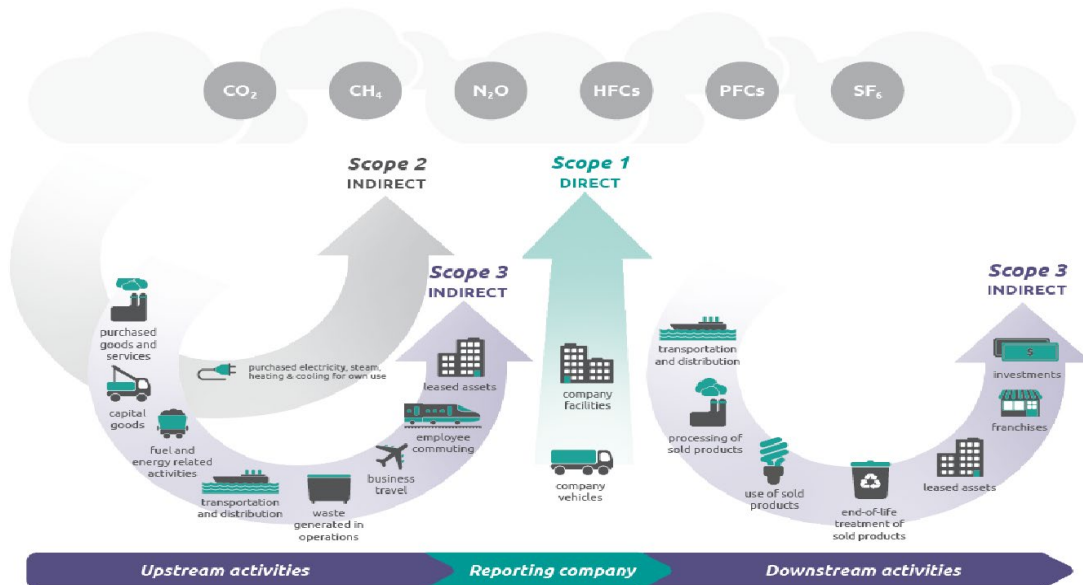 CO₂
CH₄
N₂O
HFCs
PFCs
SF₆
Scope 2
INDIRECT
Scope 1
DIRECT
Scope 3
INDIRECT
Scope 3
INDIRECT
purchased
goods and
services
capital
goods
fuel and
energy related
activities
transportation
and distribution
waste
generated in
operations
business
travel
employee
commuting
leased assets
purchased electricity, steam,
heating & cooling for own use
company
facilities
company
vehicles
transportation
and distribution
processing of
sold products
use of sold
products
end-of-life
treatment of
sold products
leased assets
franchises
$
investments
Upstream activities
Reporting company
Downstream activities